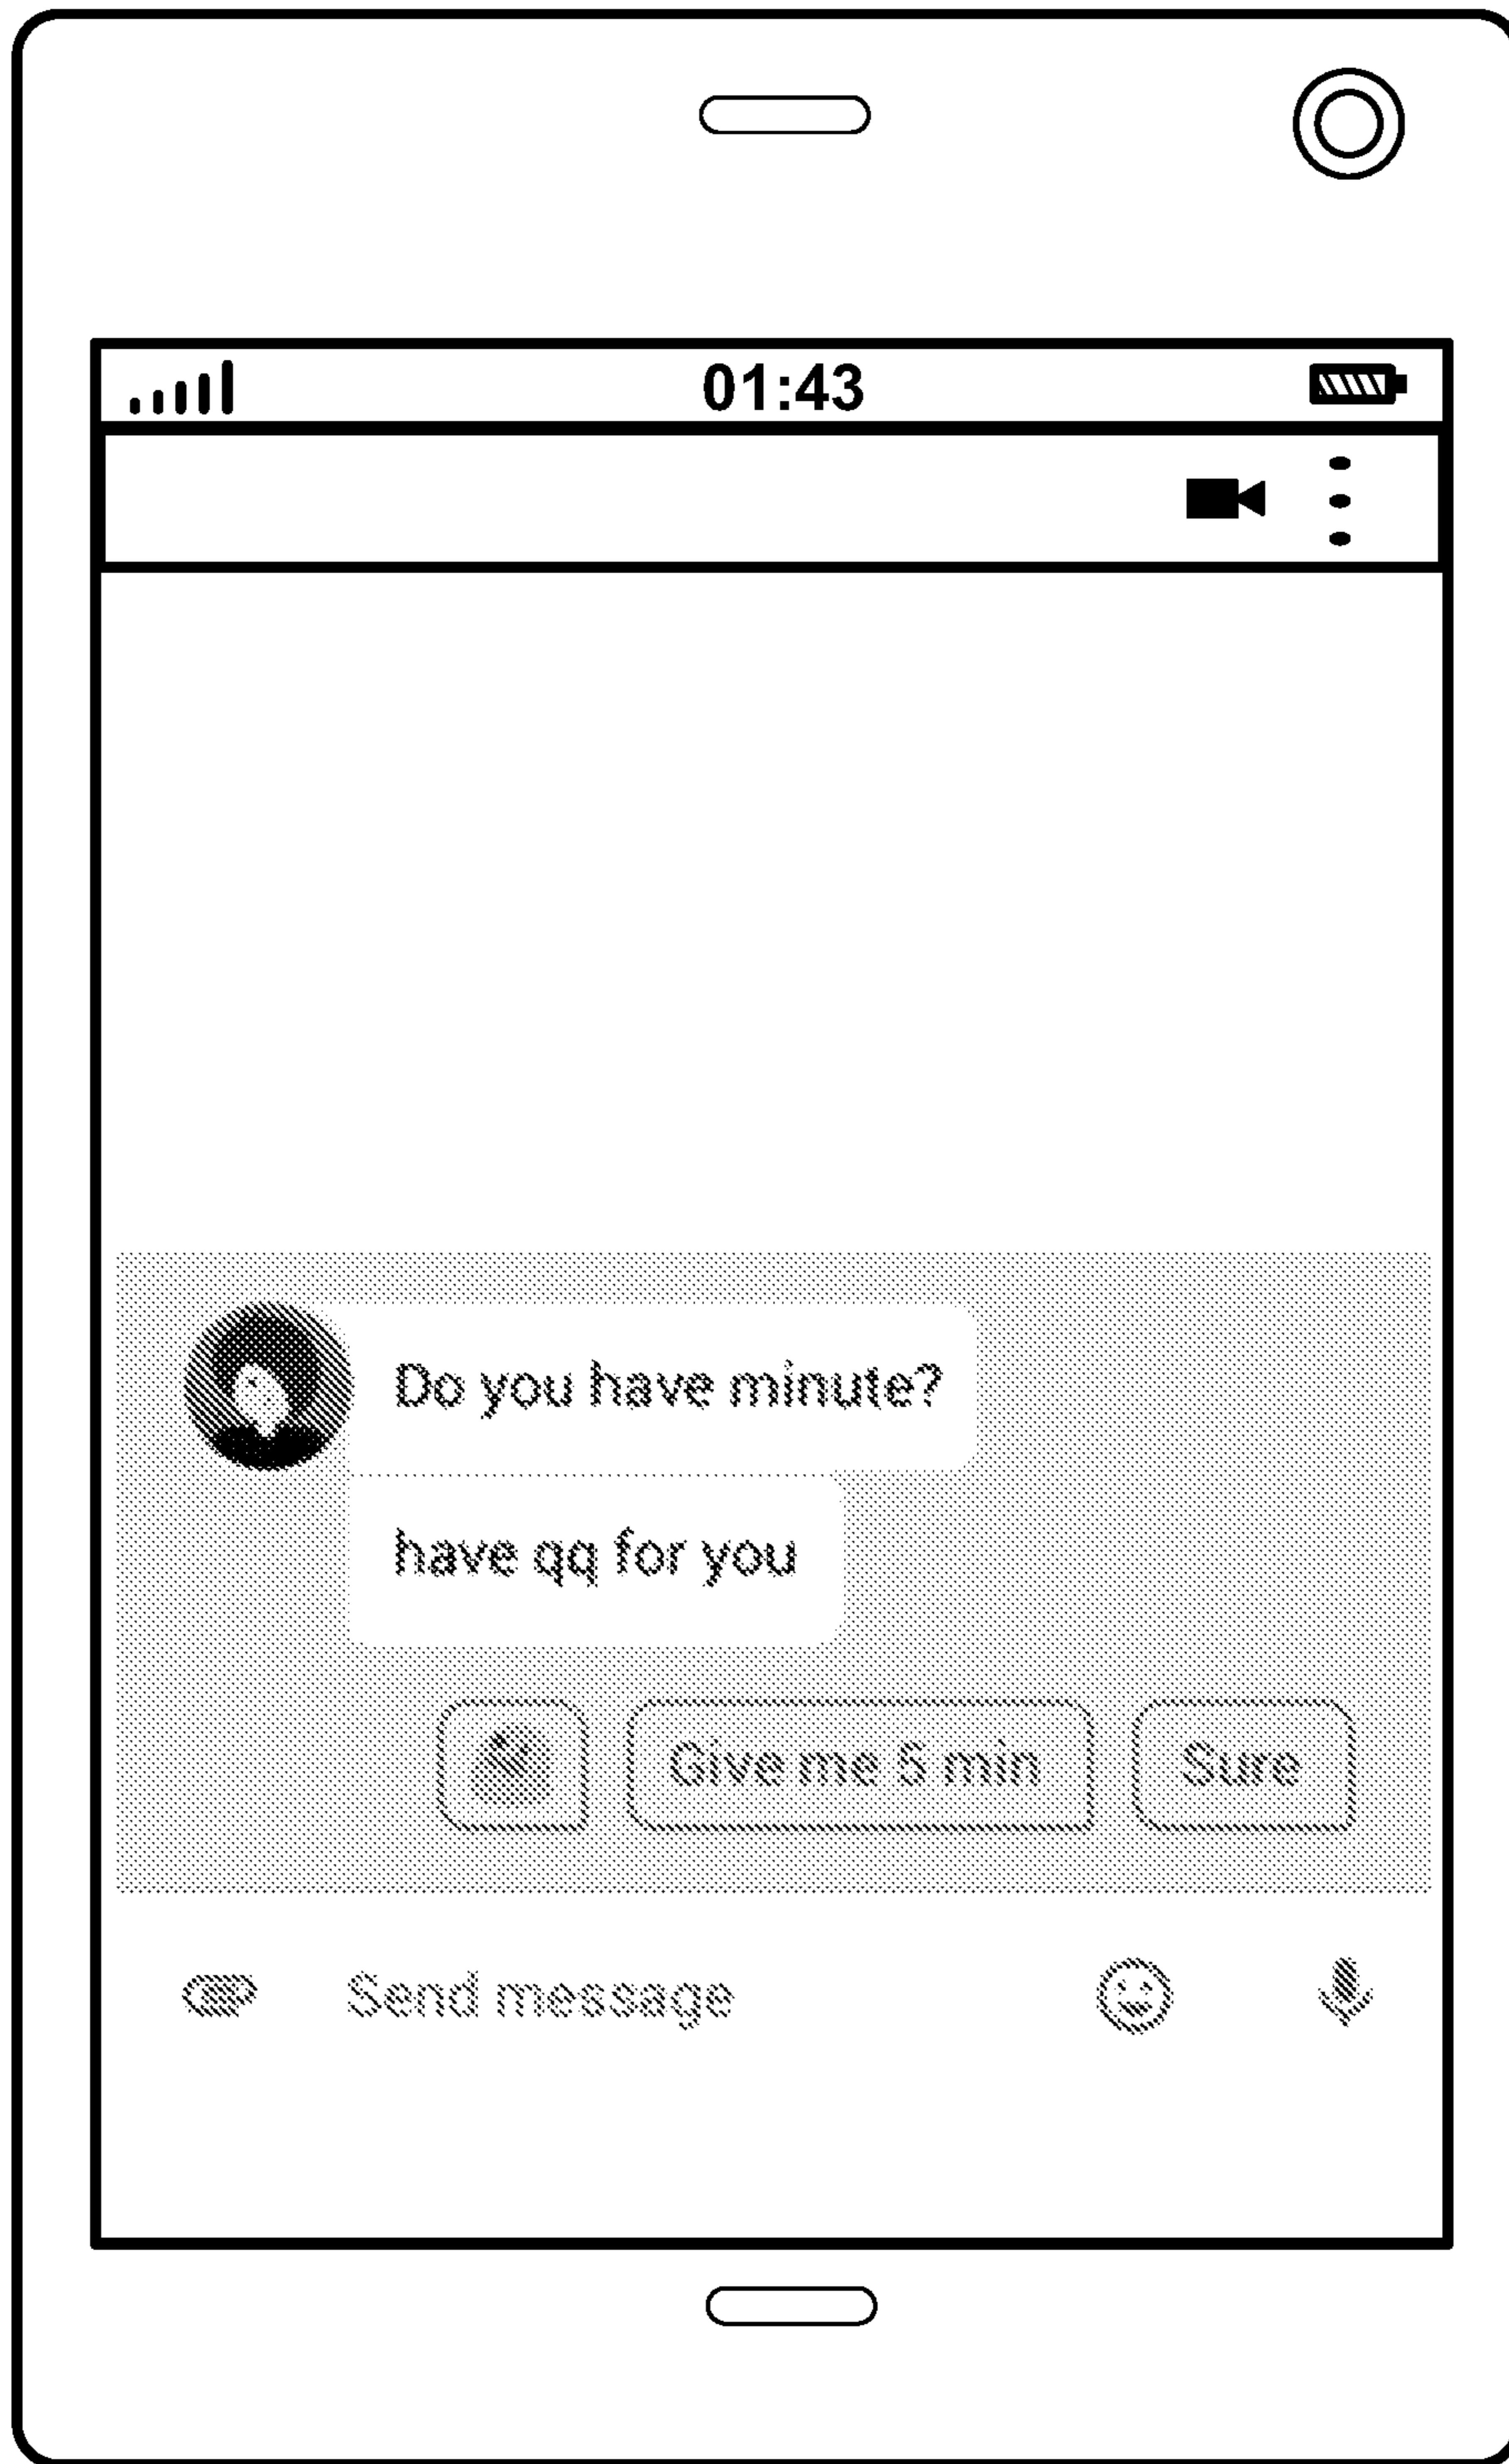 01:43
Do you have minute?
have qq for you
Give me 5 min
Sure
Send message